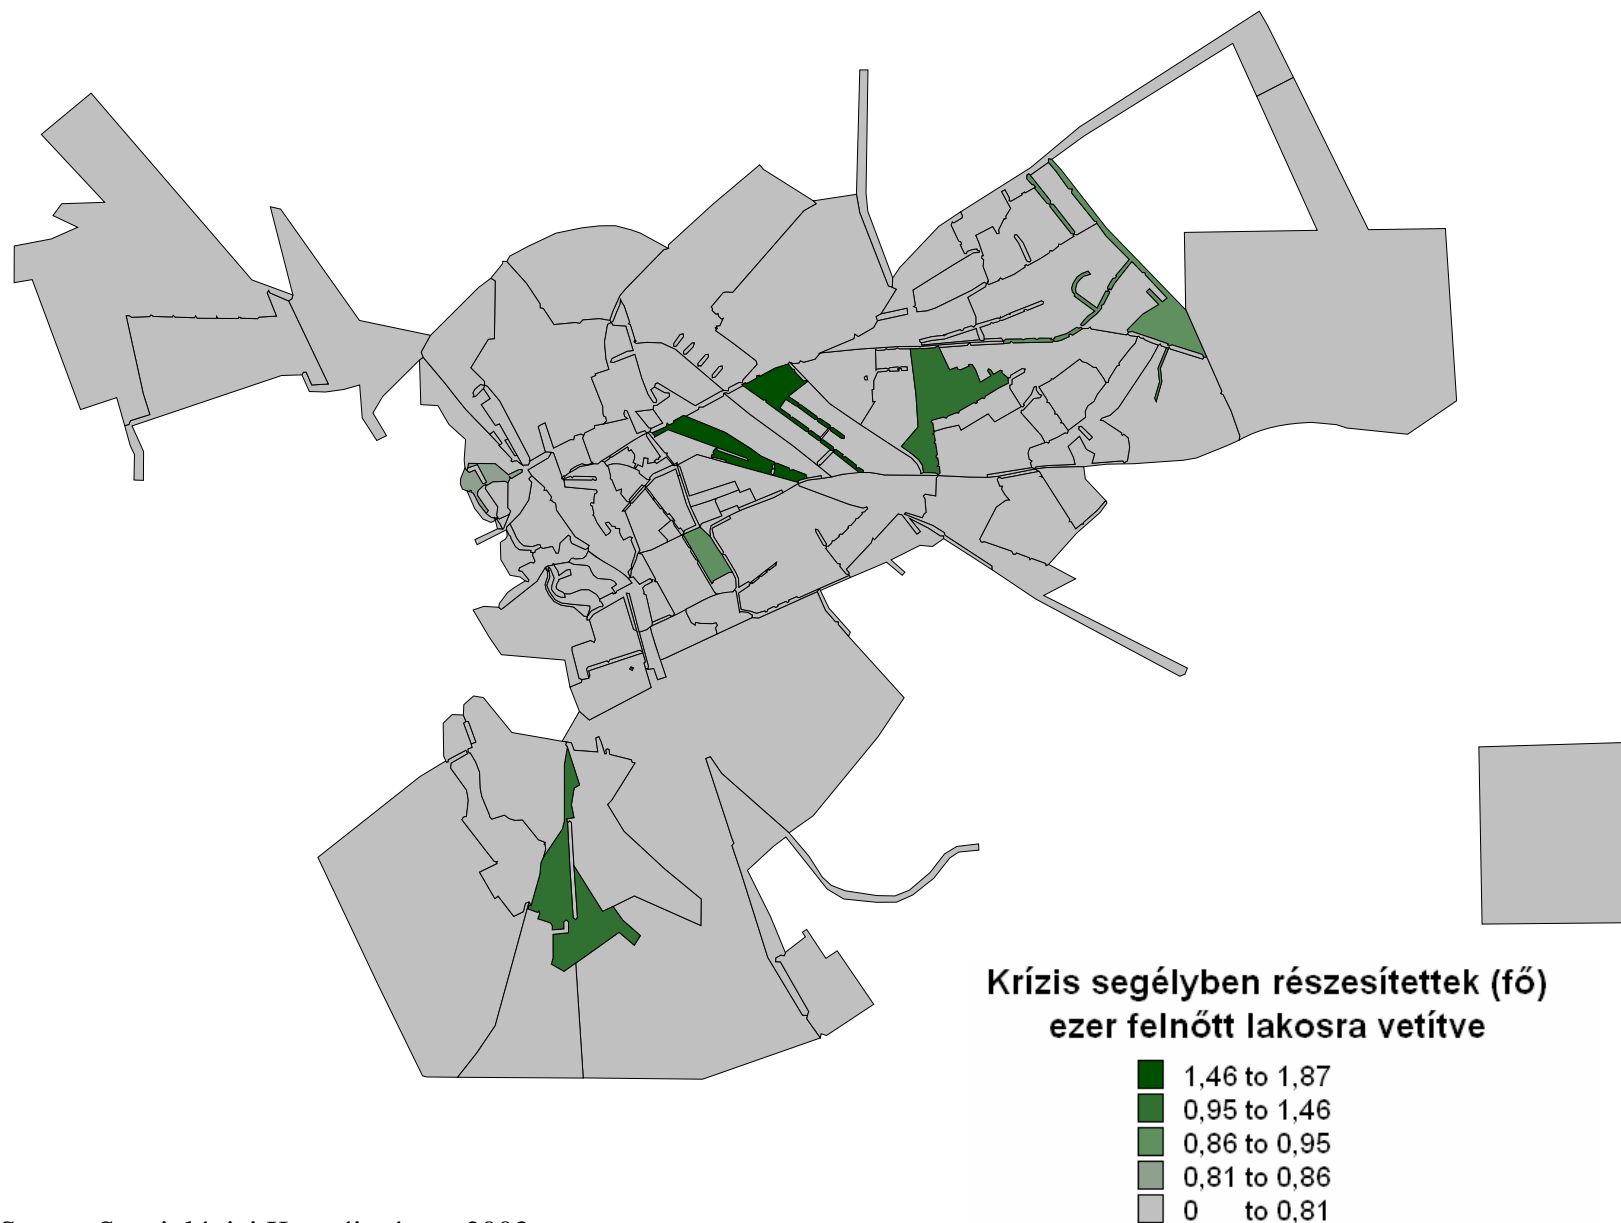 Krízis segélyben részesítettek (fő)
ezer felnőtt lakosra vetítve
1,46 to 1,87
0,95 to 1,46
0,86 to 0,95
0,81 to 0,86
0 to 0,81